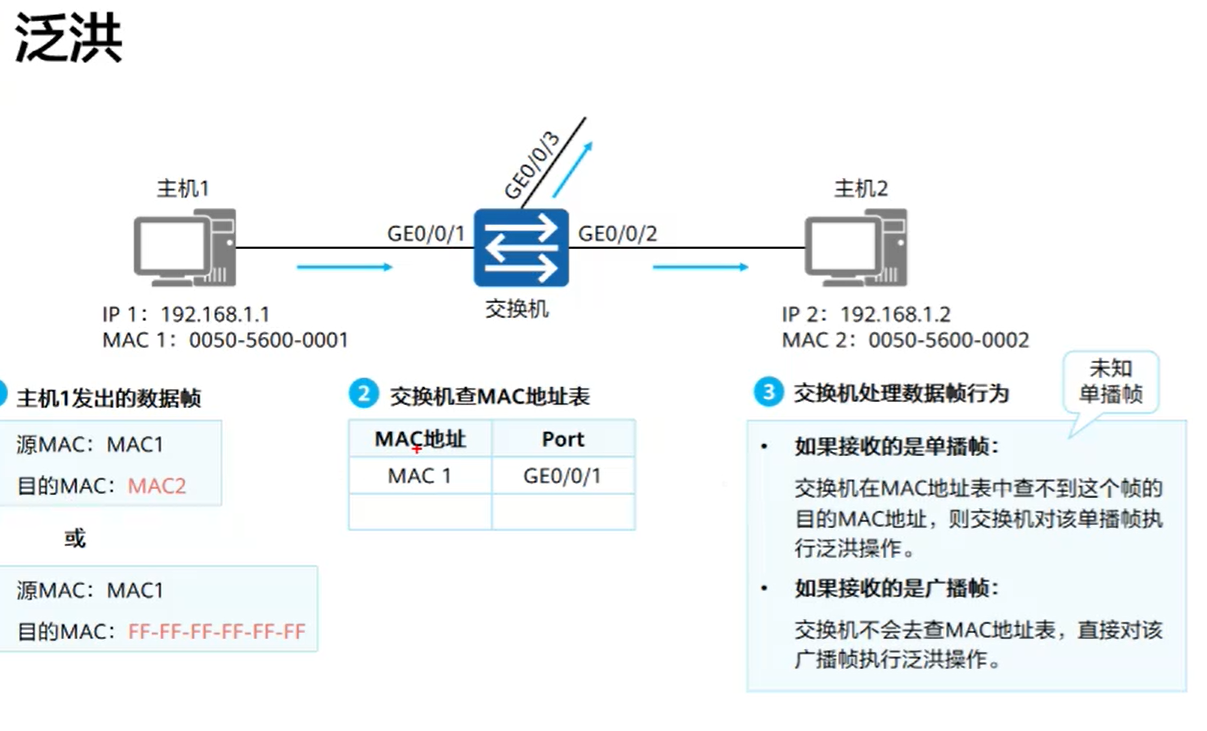 泛洪
GE0/0/3
主机1
主机2
GE0/0/1
GE0/0/2
交换机
IP 1：192.168.1.1
MAC 1：0050-5600-0001
IP 2：192.168.1.2
MAC 2：0050-5600-0002
主机1发出的数据帧
源MAC：MAC1
目的MAC：MAC2
或
源MAC：MAC1
目的MAC：FF-FF-FF-FF-FF-FF
2 交换机查MAC地址表
MAC地址 Port
MAC 1 GE0/0/1
3 交换机处理数据帧行为
未知
单播帧
• 如果接收的是单播帧：
交换机在MAC地址表中查不到这个帧的
目的MAC地址，则交换机对该单播帧执
行泛洪操作。
• 如果接收的是广播帧：
交换机不会去查MAC地址表，直接对该
广播帧执行泛洪操作。